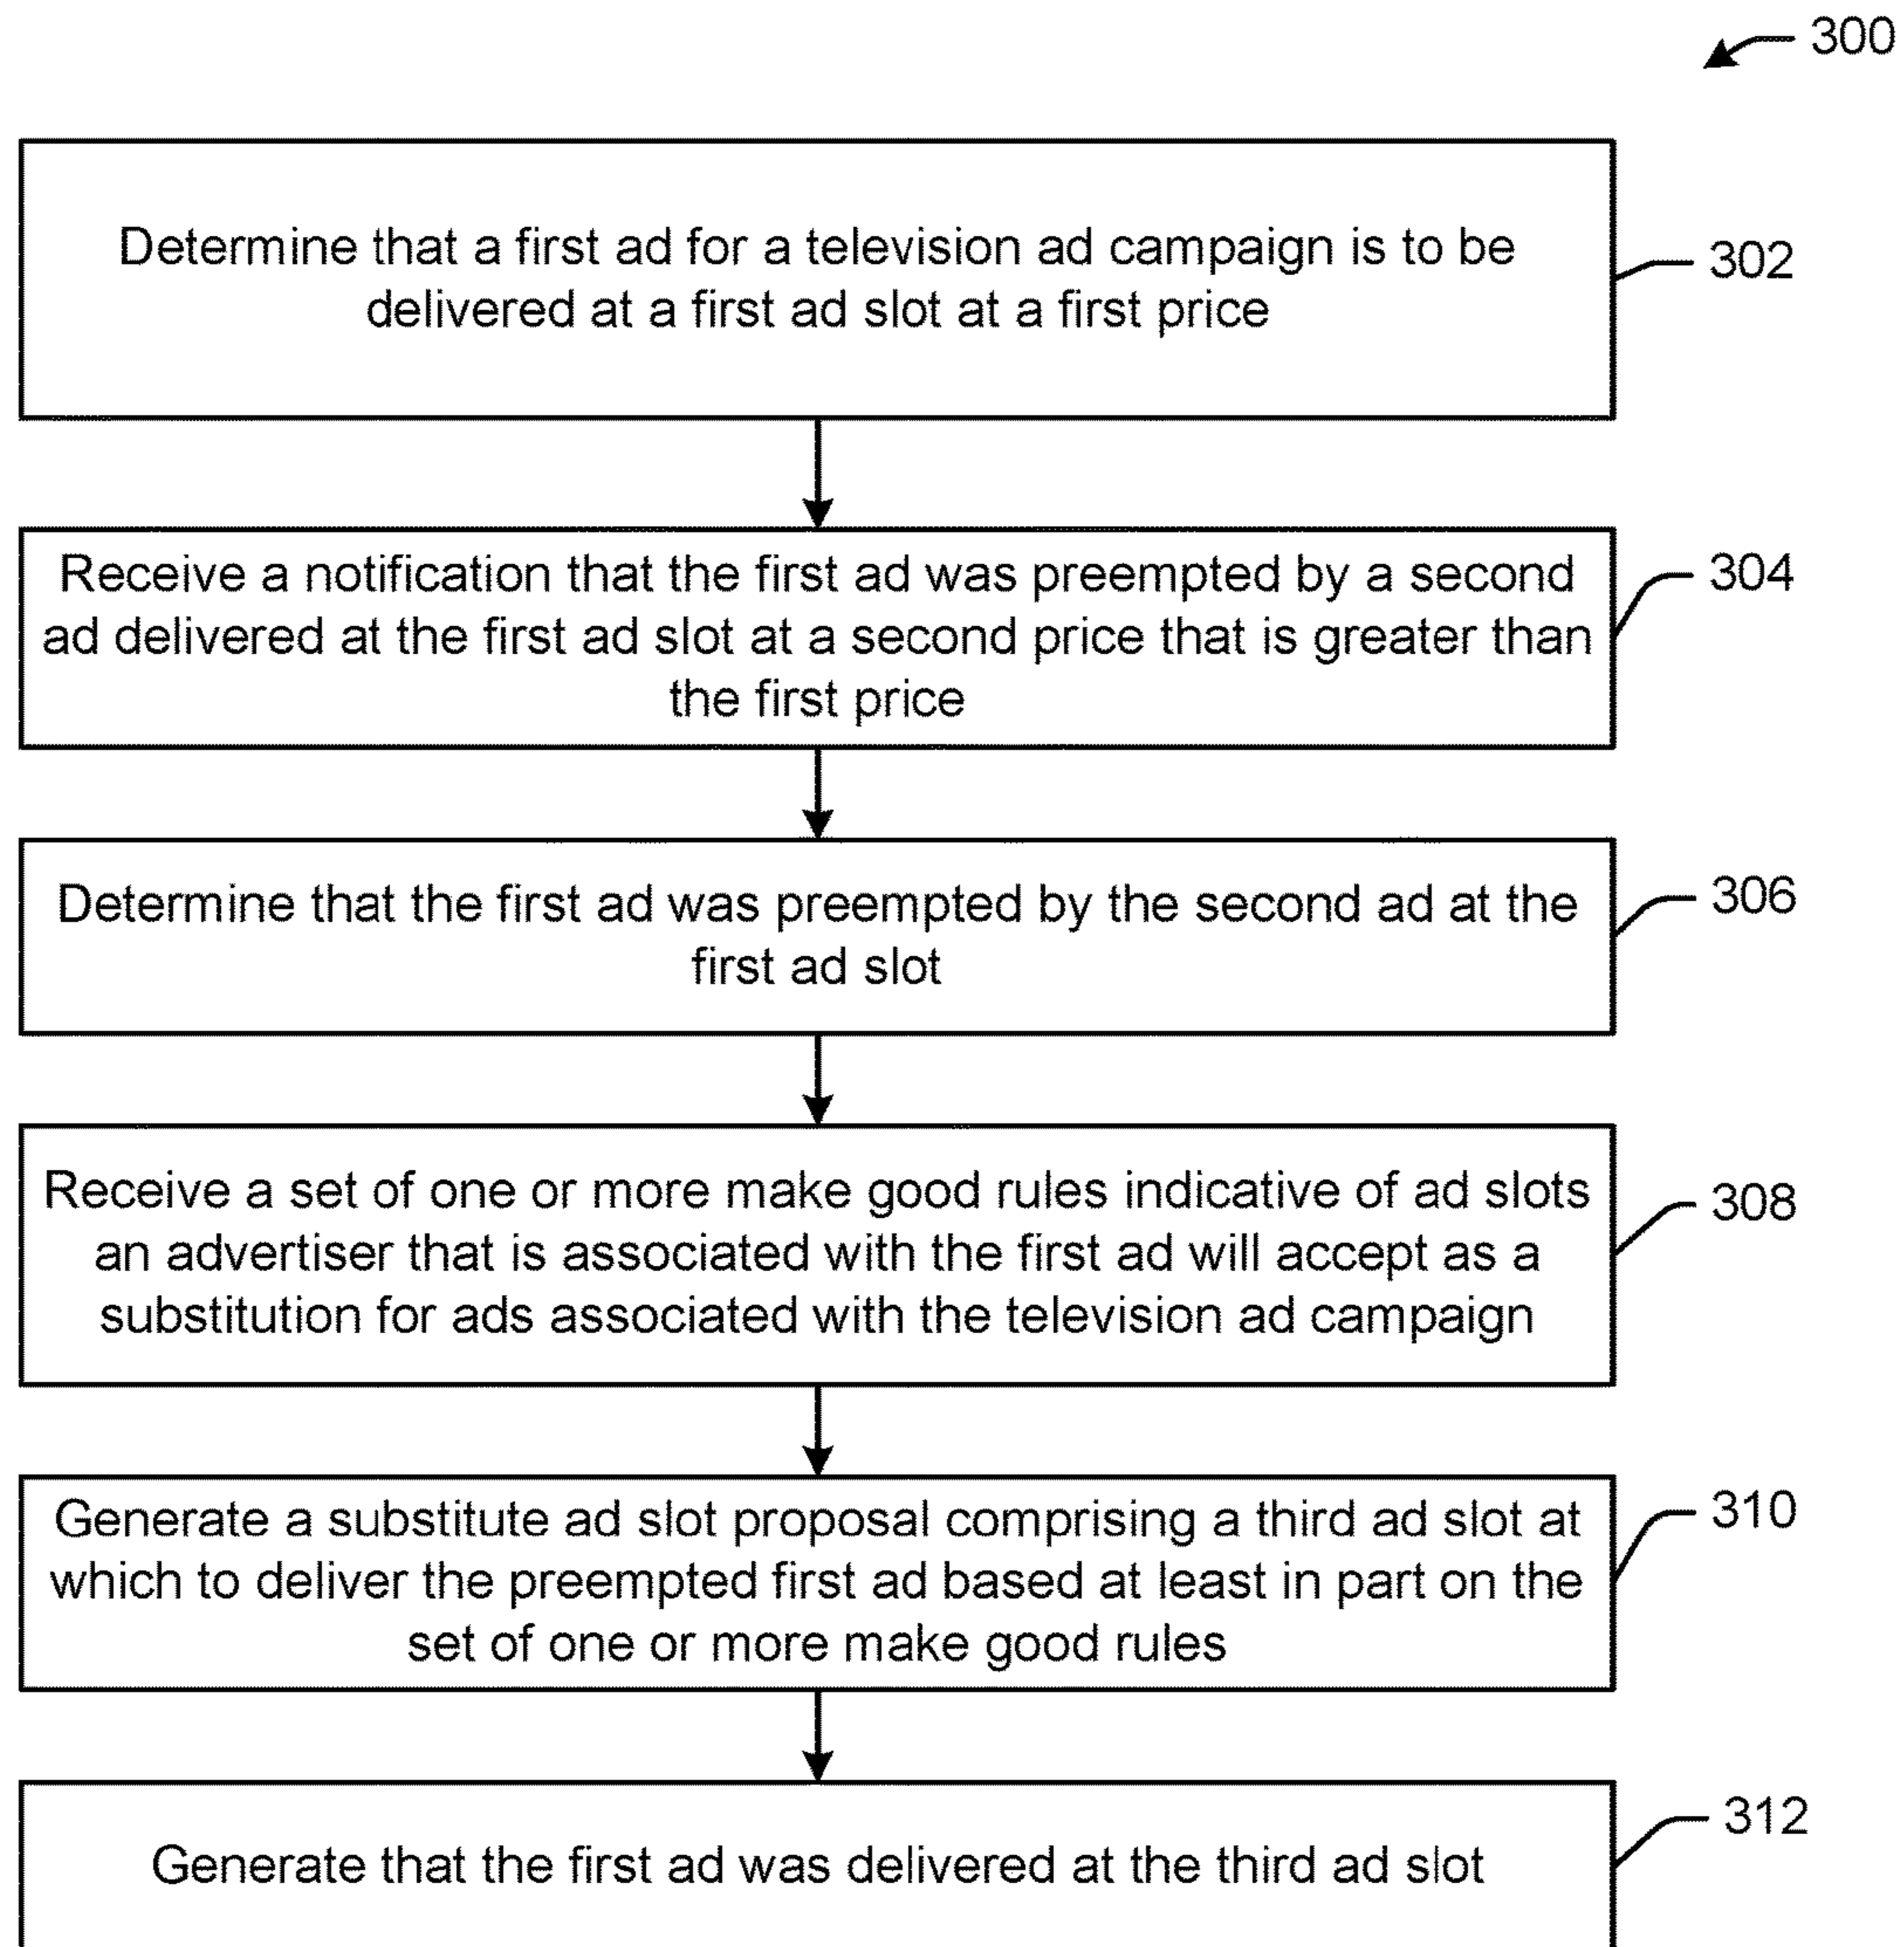 300
Determine that a first ad for a television ad campaign is to be
delivered at a first ad slot at a first price
302
Receive a notification that the first ad was preempted by a second
ad delivered at the first ad slot at a second price that is greater than
the first price
304
Determine that the first ad was preempted by the second ad at the
first ad slot
306
Receive a set of one or more make good rules indicative of ad slots
an advertiser that is associated with the first ad will accept as a
substitution for ads associated with the television ad campaign
308
Generate a substitute ad slot proposal comprising a third ad slot at
which to deliver the preempted first ad based at least in part on the
set of one or more make good rules
310
Generate that the first ad was delivered at the third ad slot
312